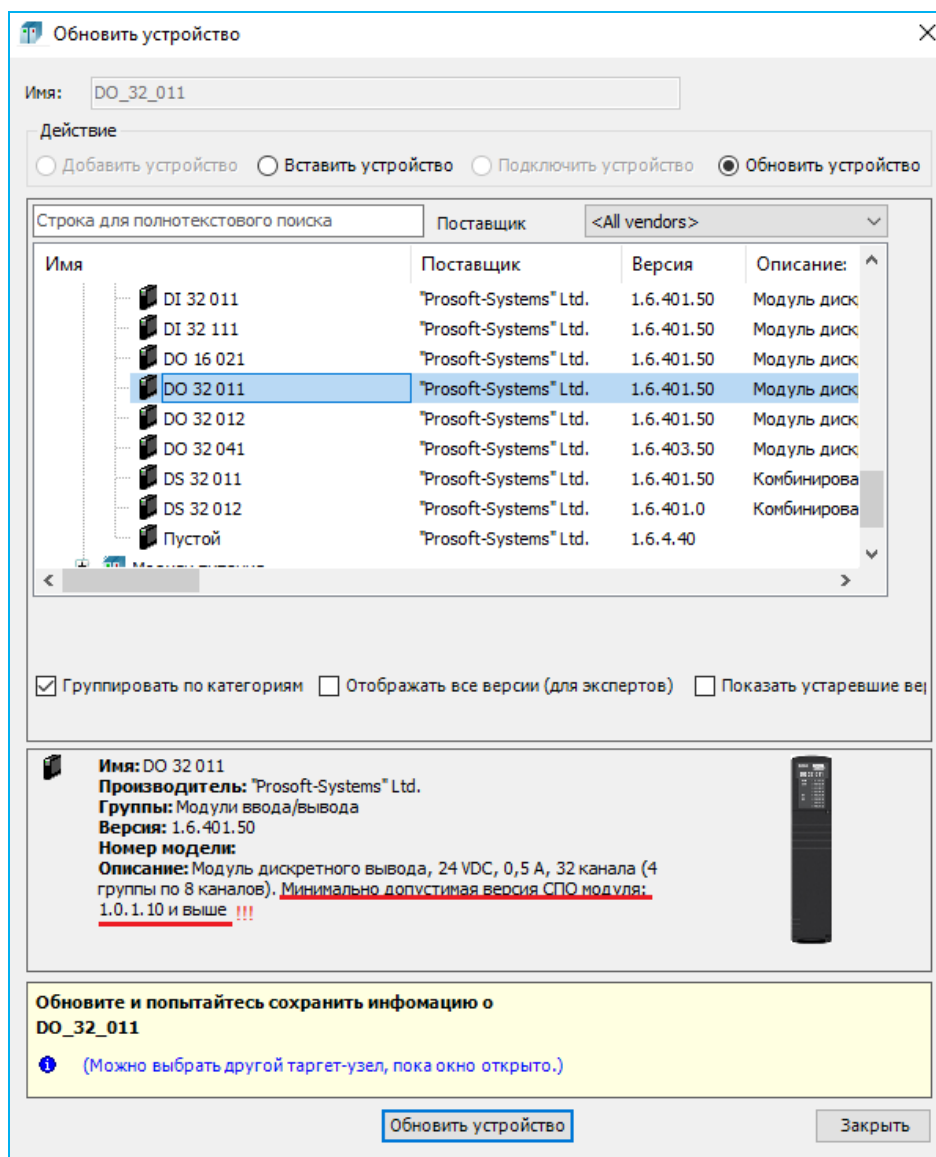 Обновить устройство
Имя: DO_32_011
Действие
Добавить устройство Вставить устройство Подключить устройство Обновить устройство
Строка для полнотекстового поиска Поставщик <All vendors>
Имя Поставщик Версия Описание:
DI 32 011 "Prosoft-Systems" Ltd. 1.6.401.50 Модуль диск
DI 32 111 "Prosoft-Systems" Ltd. 1.6.401.50 Модуль диск
DO 16 021 "Prosoft-Systems" Ltd. 1.6.401.50 Модуль диск
DO 32 011 "Prosoft-Systems" Ltd. 1.6.401.50 Модуль диск
DO 32 012 "Prosoft-Systems" Ltd. 1.6.401.50 Модуль диск
DO 32 041 "Prosoft-Systems" Ltd. 1.6.403.50 Модуль диск
DS 32 011 "Prosoft-Systems" Ltd. 1.6.401.50 Комбинирова
DS 32 012 "Prosoft-Systems" Ltd. 1.6.401.0 Комбинирова
Пустой "Prosoft-Systems" Ltd. 1.6.4.40
Группировать по категориям Отображать все версии (для экспертов) Показать устаревшие вер
Имя: DO 32 011
Производитель: "Prosoft-Systems" Ltd.
Группы: Модули ввода/вывода
Версия: 1.6.401.50
Номер модели:
Описание: Модуль дискретного вывода, 24 VDC, 0,5 A, 32 канала (4
группы по 8 каналов). Минимально допустимая версия СПО модуля:
1.0.1.10 и выше !!!
Обновите и попытайтесь сохранить инфомацию о
DO_32_011
(Можно выбрать другой таргет-узел, пока окно открыто.)
Обновить устройство Закрыть